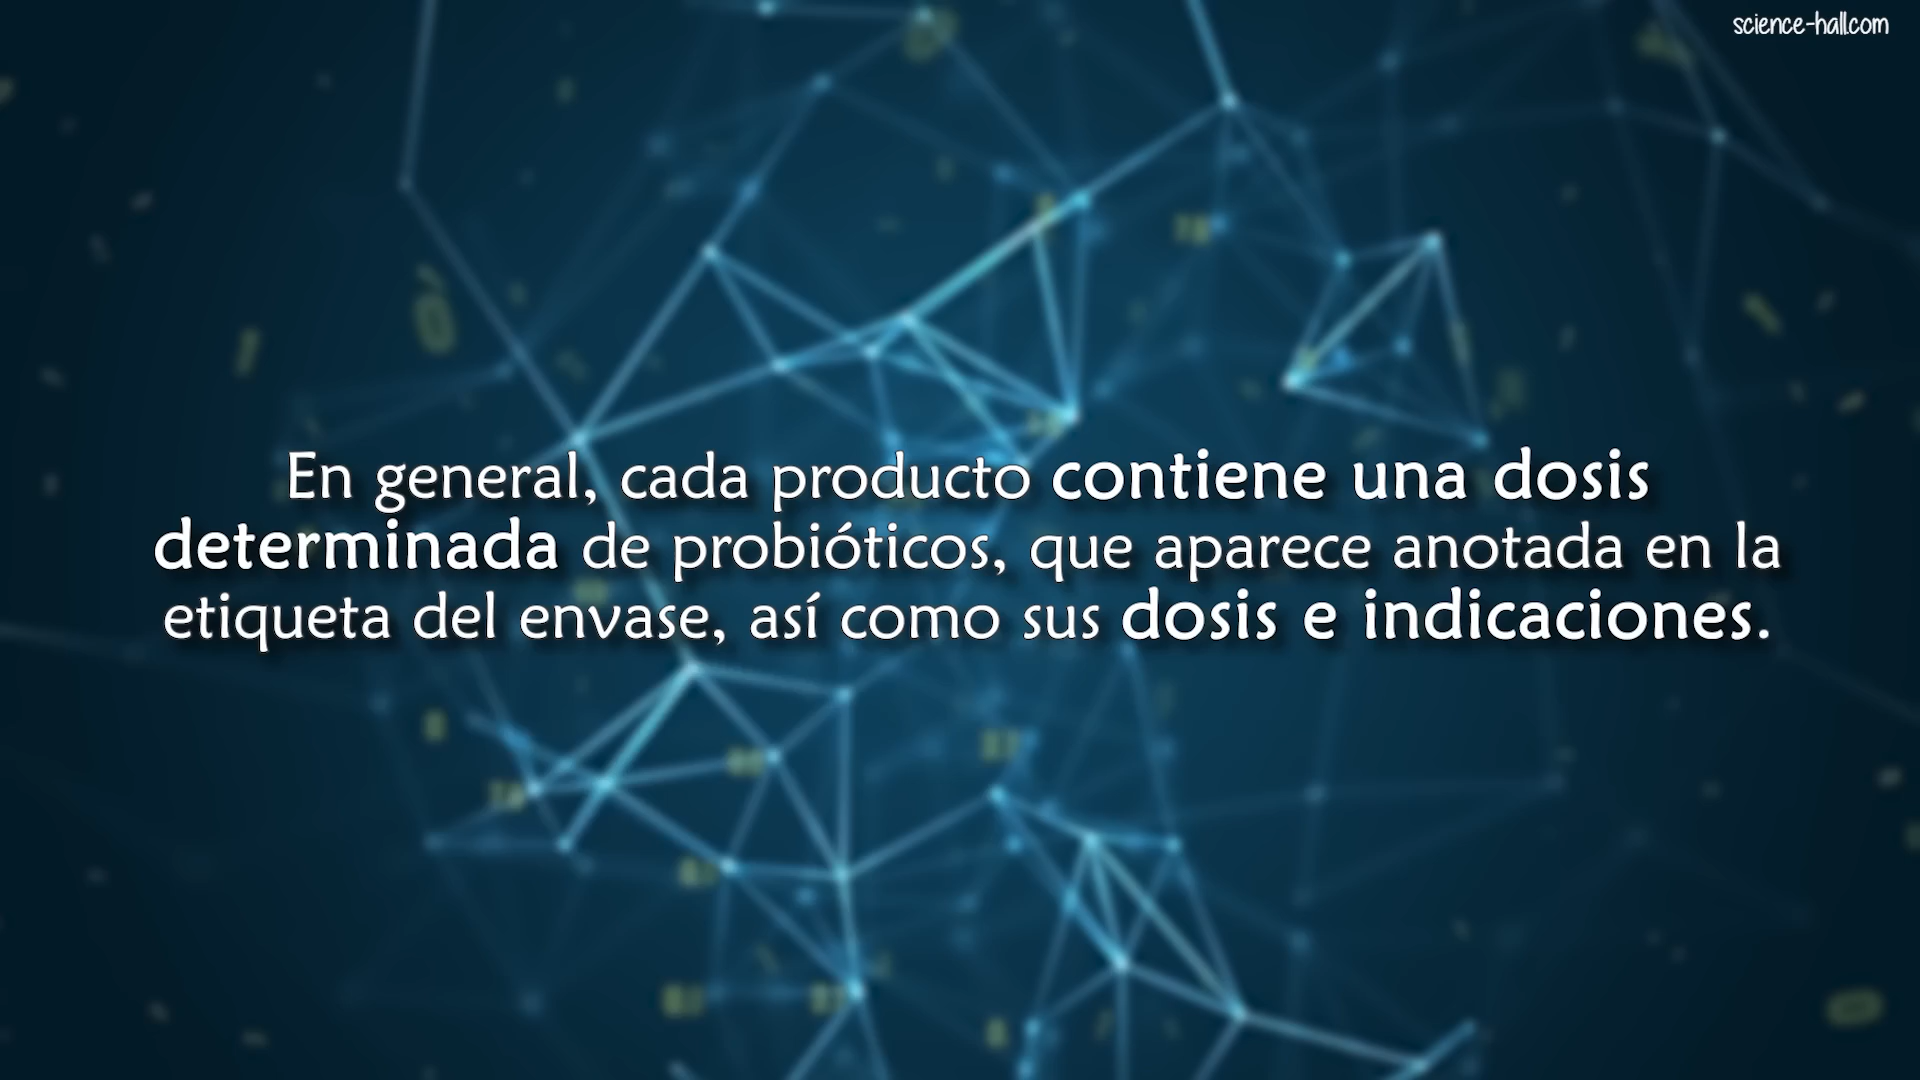 science-hall.com
En general, cada producto contiene una dosis
determinada de probióticos, que aparece anotada en la
etiqueta del envase, así como sus dosis e indicaciones.